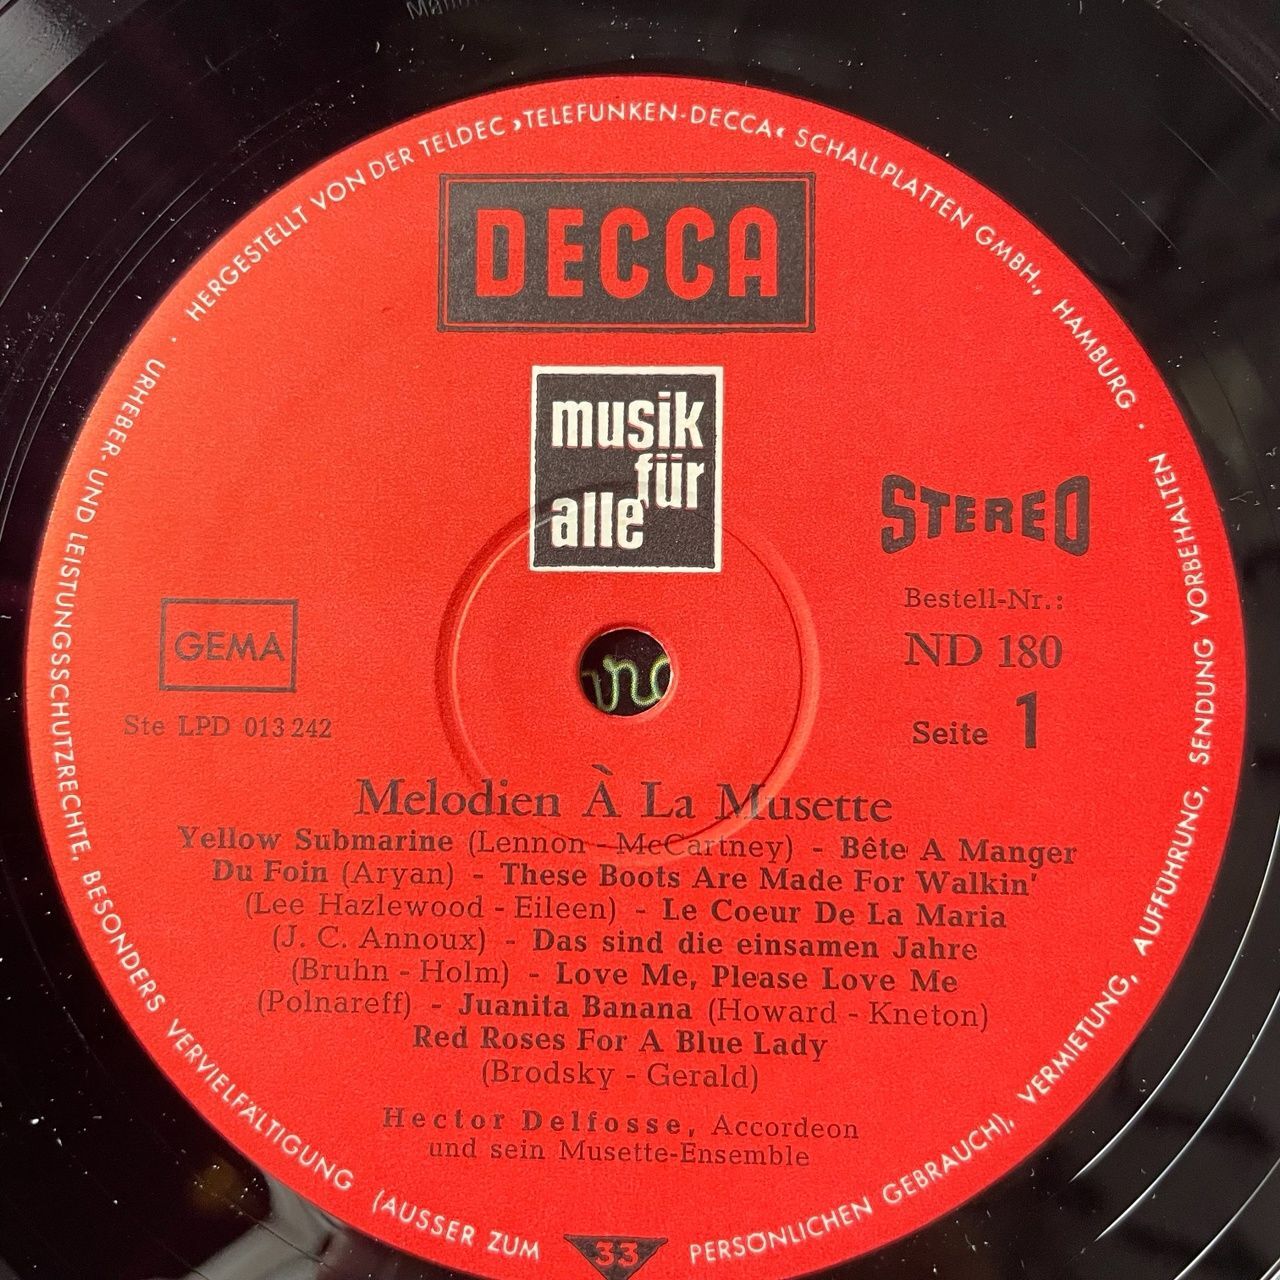 HERGESTELLT VON DER TELDEC ›TELEFUNKEN-DECCA‹ SCHALLPLATTEN GMBH., HAMBURG ·
URHEBER- UND LEISTUNGSSCHUTZRECHTE, BESONDERS VERVIELFÄLTIGUNG (AUSSER ZUM PERSÖNLICHEN GEBRAUCH), VERMIETUNG, AUFFÜHRUNG, SENDUNG VORBEHALTEN ·
DECCA
musik
für
alle
STEREO
Bestell-Nr.:
ND 180
Seite 1
GEMA
Ste LPD 013 242
Melodien À La Musette
Yellow Submarine (Lennon - McCartney) - Bête A Manger
Du Foin (Aryan) - These Boots Are Made For Walkin'
(Lee Hazlewood - Eileen) - Le Coeur De La Maria
(J. C. Annoux) - Das sind die einsamen Jahre
(Bruhn - Holm) - Love Me, Please Love Me
(Polnareff) - Juanita Banana (Howard - Kneton)
Red Roses For A Blue Lady
(Brodsky - Gerald)
Hector Delfosse, Accordeon
und sein Musette-Ensemble
33